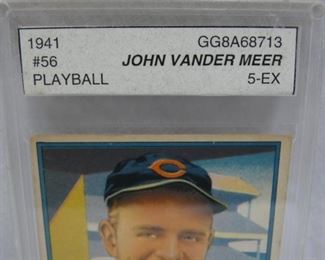 1941 GG8A68713
#56 JOHN VANDER MEER
PLAYBALL 5-EX
C